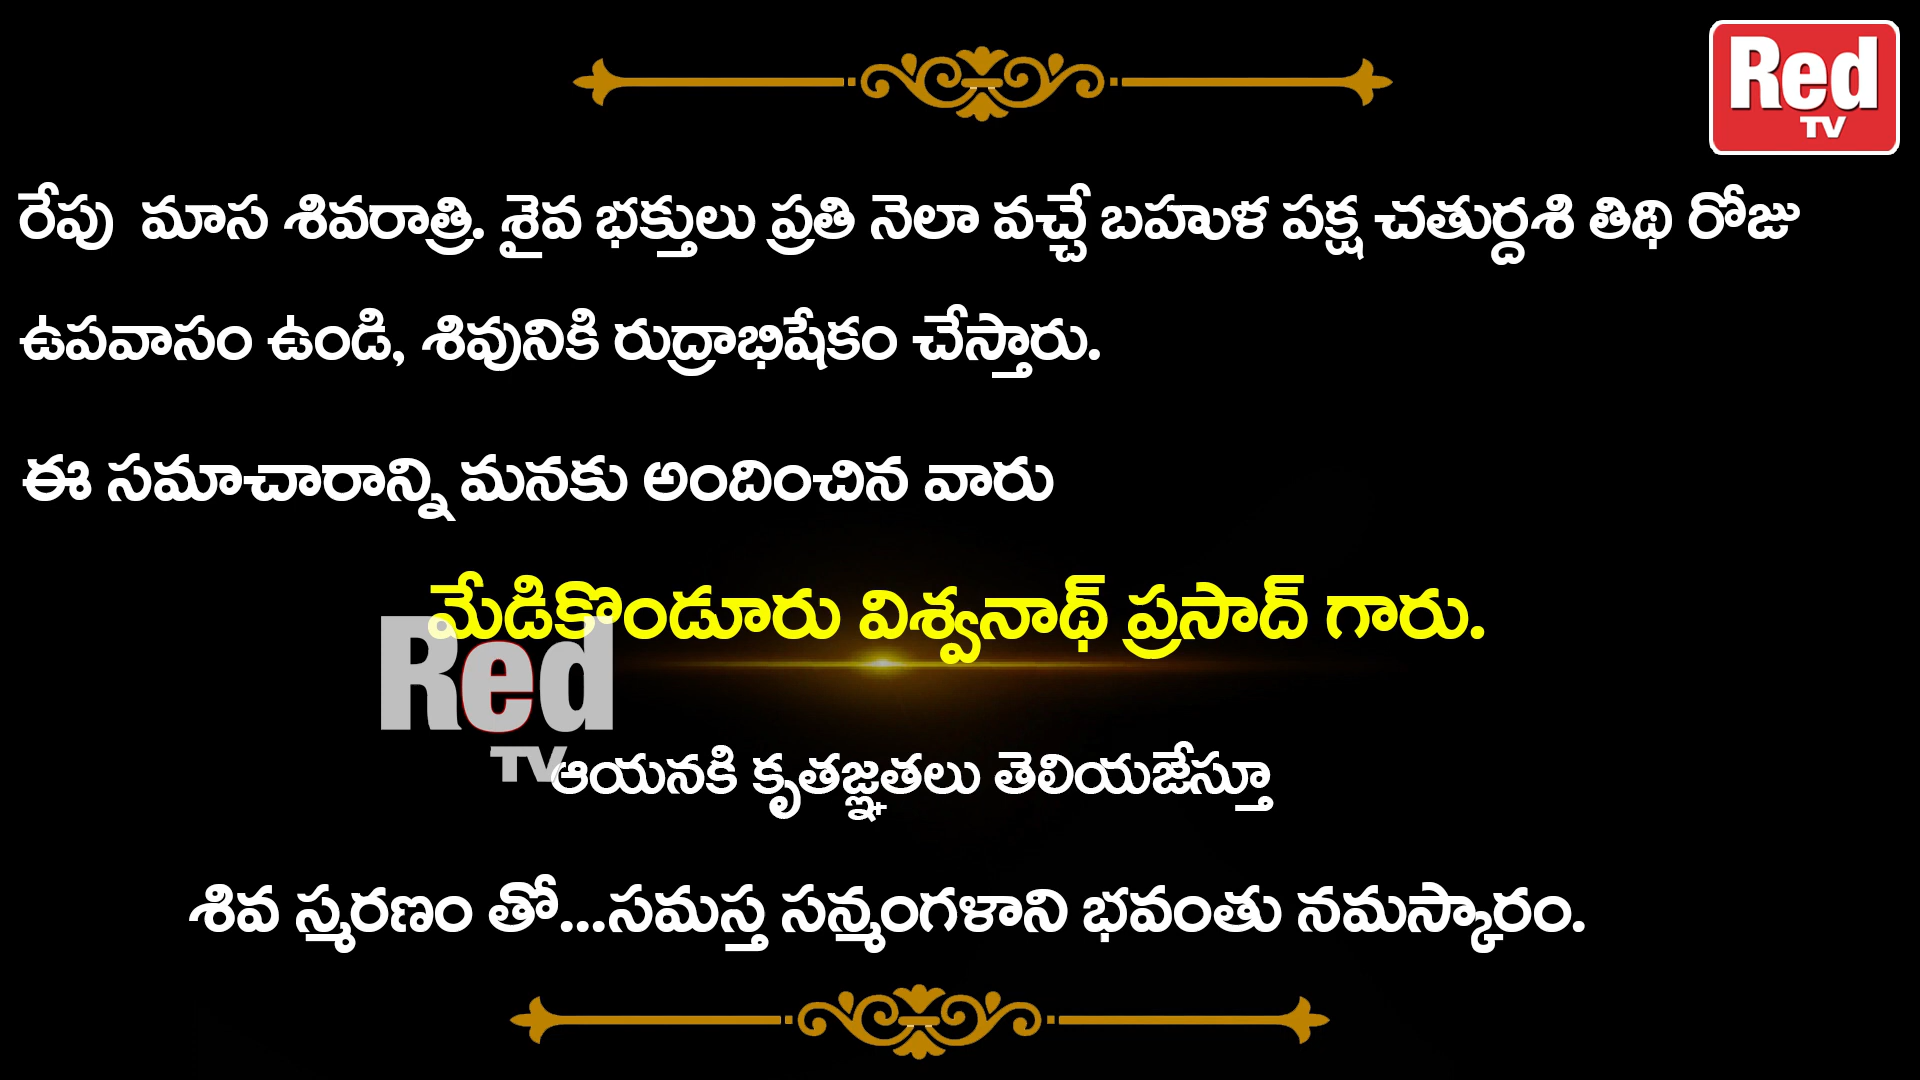 Red
TV
రేపు మాస శివరాత్రి. శైవ భక్తులు ప్రతి నెలా వచ్చే బహుళ పక్ష చతుర్దశి తిథి రోజు
ఉపవాసం ఉండి, శివునికి రుద్రాభిషేకం చేస్తారు.
ఈ సమాచారాన్ని మనకు అందించిన వారు
మేడికొండూరు విశ్వనాథ్ ప్రసాద్ గారు.
Red
TV
ఆయనకి కృతజ్ఞతలు తెలియజేస్తూ
శివ స్మరణం తో...సమస్త సన్మంగళాని భవంతు నమస్కారం.